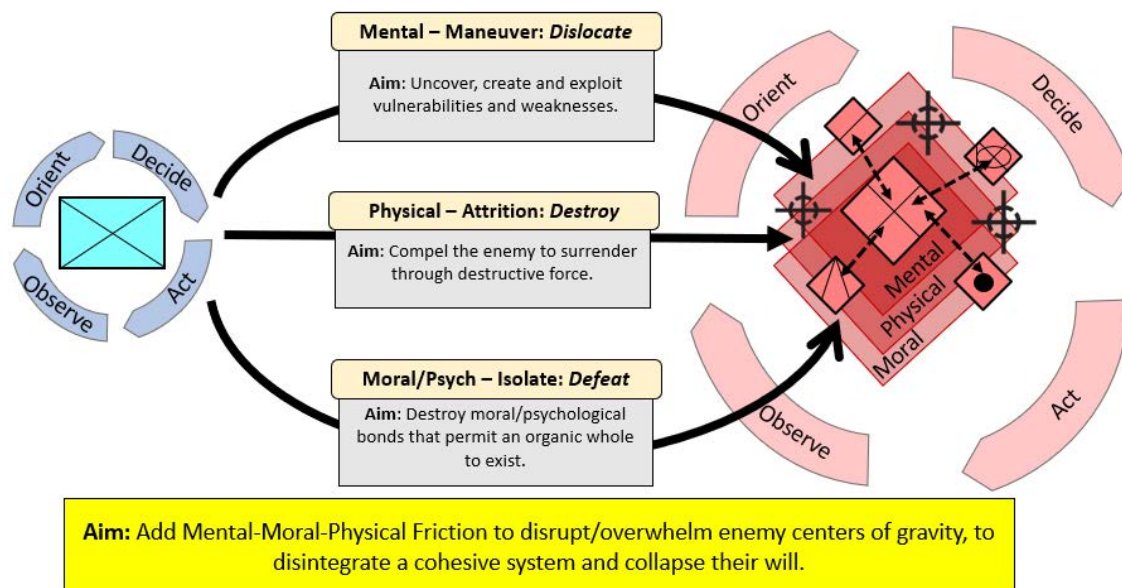 Mental – Maneuver: Dislocate
Aim: Uncover, create and exploit
vulnerabilities and weaknesses.
Orient
Decide
Act
Observe
Physical – Attrition: Destroy
Aim: Compel the enemy to surrender
through destructive force.
Moral/Psych – Isolate: Defeat
Aim: Destroy moral/psychological
bonds that permit an organic whole
to exist.
Orient
Decide
Act
Observe
Mental
Physical
Moral
Aim: Add Mental-Moral-Physical Friction to disrupt/overwhelm enemy centers of gravity, to
disintegrate a cohesive system and collapse their will.